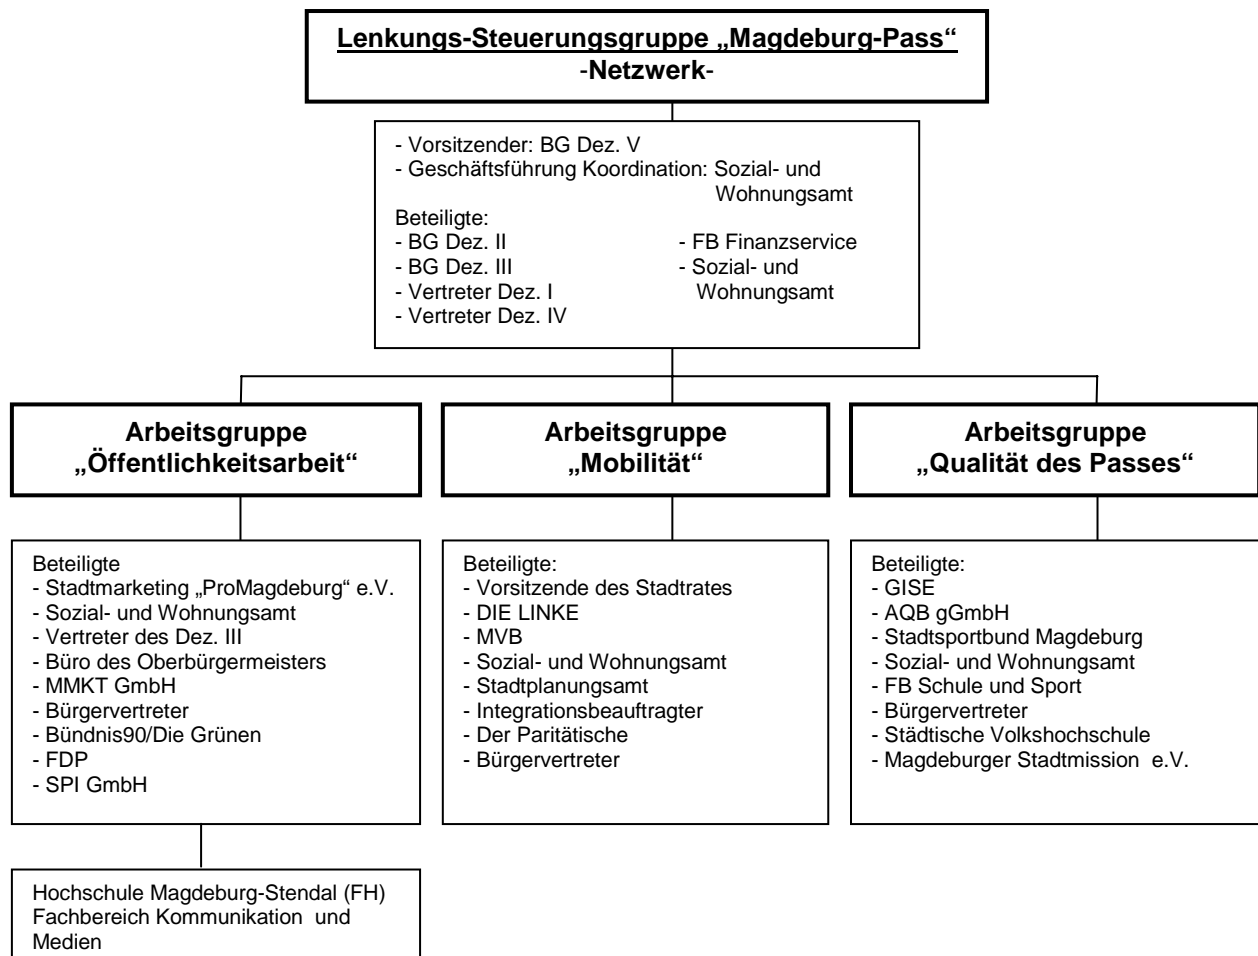 Lenkungs-Steuerungsgruppe „Magdeburg-Pass“
-Netzwerk-
- Vorsitzender: BG Dez. V
- Geschäftsführung Koordination: Sozial- und
Wohnungsamt
Beteiligte:
- BG Dez. II
- BG Dez. III
- Vertreter Dez. I
- Vertreter Dez. IV
- FB Finanzservice
- Sozial- und
Wohnungsamt
Arbeitsgruppe
„Öffentlichkeitsarbeit“
Beteiligte
- Stadtmarketing „ProMagdeburg“ e.V.
- Sozial- und Wohnungsamt
- Vertreter des Dez. III
- Büro des Oberbürgermeisters
- MMKT GmbH
- Bürgervertreter
- Bündnis90/Die Grünen
- FDP
- SPI GmbH
Hochschule Magdeburg-Stendal (FH)
Fachbereich Kommunikation und
Medien
Arbeitsgruppe
„Mobilität“
Beteiligte:
- Vorsitzende des Stadtrates
- DIE LINKE
- MVB
- Sozial- und Wohnungsamt
- Stadtplanungsamt
- Integrationsbeauftragter
- Der Paritätische
- Bürgervertreter
Arbeitsgruppe
„Qualität des Passes“
Beteiligte:
- GISE
- AQB gGmbH
- Stadtsportbund Magdeburg
- Sozial- und Wohnungsamt
- FB Schule und Sport
- Bürgervertreter
- Städtische Volkshochschule
- Magdeburger Stadtmission e.V.